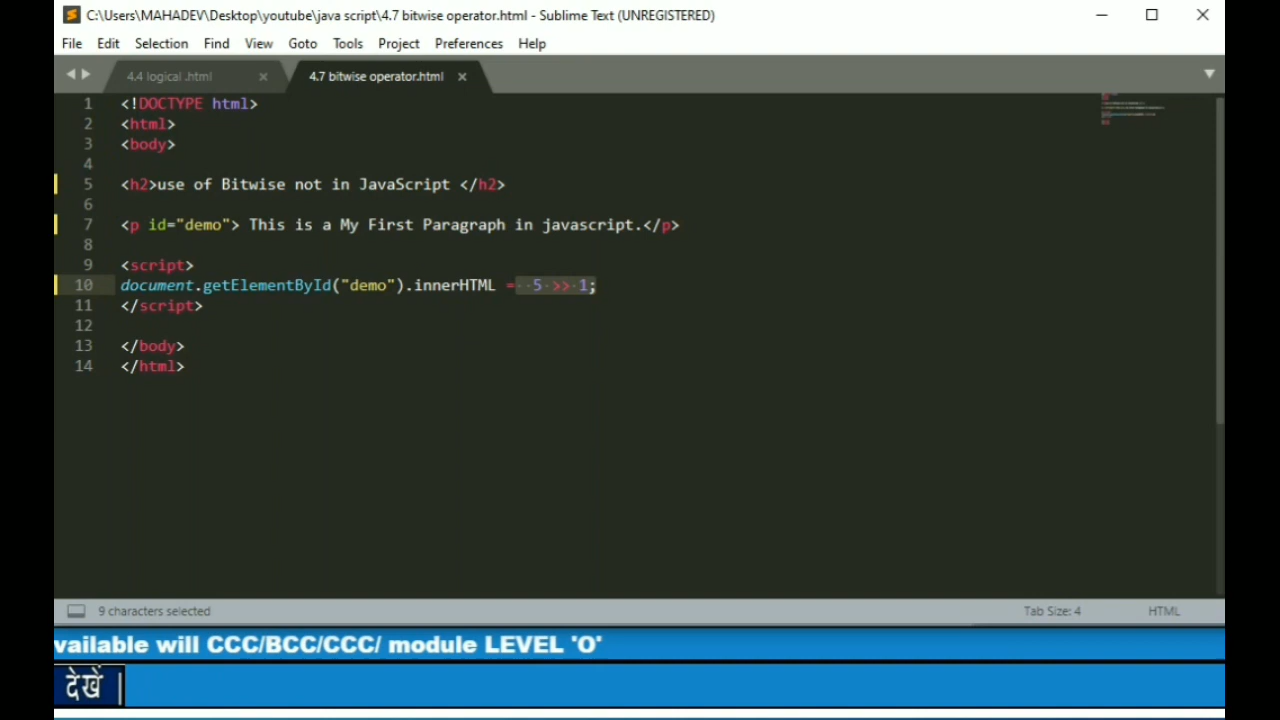 C:\Users\MAHADEV\Desktop\youtube\java script\4.7 bitwise operator.html - Sublime Text (UNREGISTERED)
File Edit Selection Find View Goto Tools Project Preferences Help
4.4 logical .html 4.7 bitwise operator.html
1 <!DOCTYPE html>
2 <html>
3 <body>
4
5 <h2>use of Bitwise not in JavaScript </h2>
6
7 <p id="demo"> This is a My First Paragraph in javascript.</p>
8
9 <script>
10 document.getElementById("demo").innerHTML =  5 >> 1;
11 </script>
12
13 </body>
14 </html>
9 characters selected Tab Size: 4 HTML
vailable will CCC/BCC/CCC/ module LEVEL 'O'
देखें |